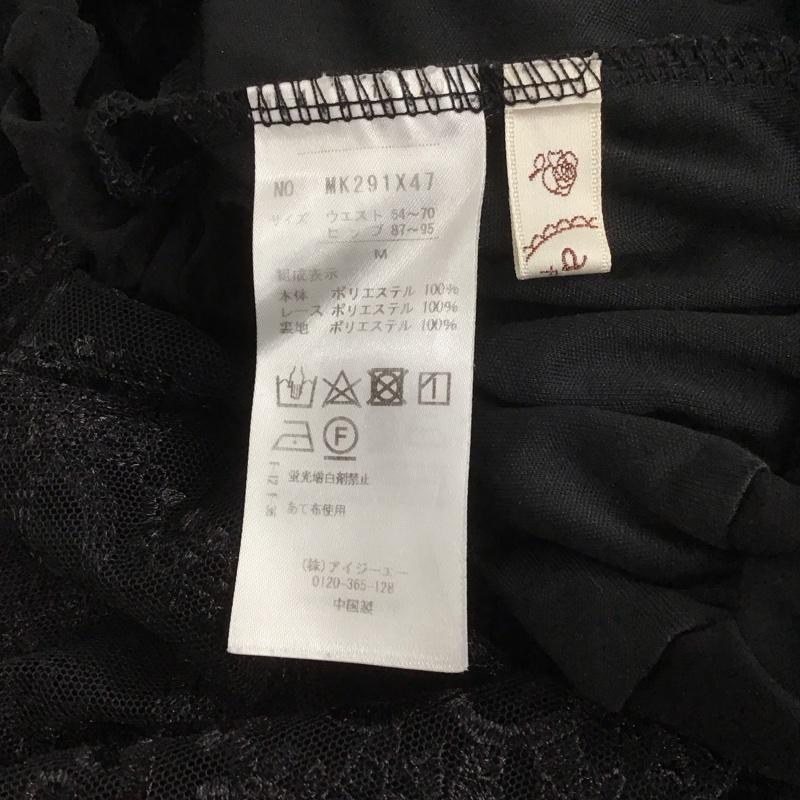 NO MK291X47
サイズ ウエスト 64～70
ヒップ 87～95
M
組成表示
本体 ポリエステル 100%
レース ポリエステル 100%
裏地 ポリエステル 100%
F
蛍光増白剤禁止
あて布使用
(株)アイジーエー
0120-365-128
中国製
a